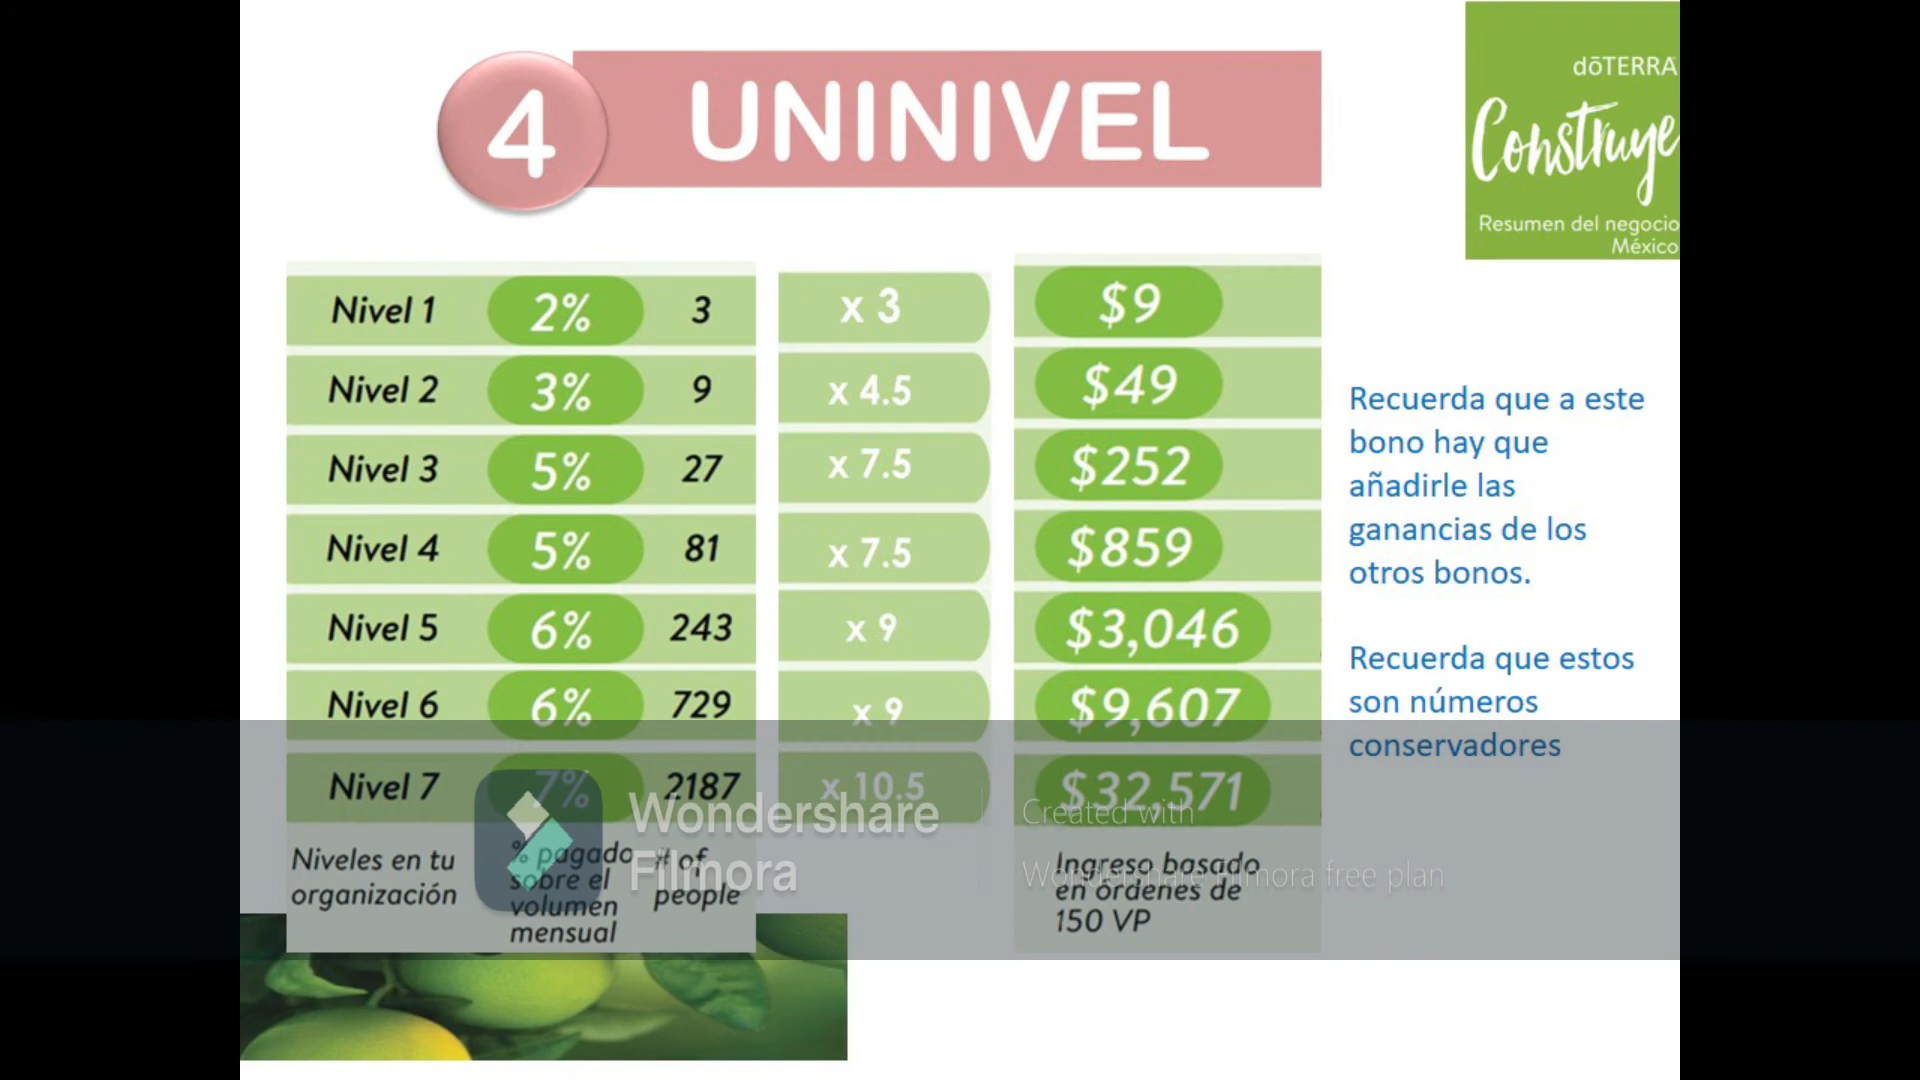 4 UNINIVEL
dōTERRA
Construye
Resumen del negocio
México
Nivel 1 2% 3 x 3 $9
Nivel 2 3% 9 x 4.5 $49
Nivel 3 5% 27 x 7.5 $252
Nivel 4 5% 81 x 7.5 $859
Nivel 5 6% 243 x 9 $3,046
Nivel 6 6% 729 x 9 $9,607
Nivel 7 7% 2187 x 10.5 $32,571
Niveles en tu
organización
% pagado
sobre el
volumen
mensual
# of
people
Ingreso basado
en órdenes de
150 VP
Recuerda que a este
bono hay que
añadirle las
ganancias de los
otros bonos.
Recuerda que estos
son números
conservadores
Wondershare
Filmora
Created with
Wondershare Filmora free plan